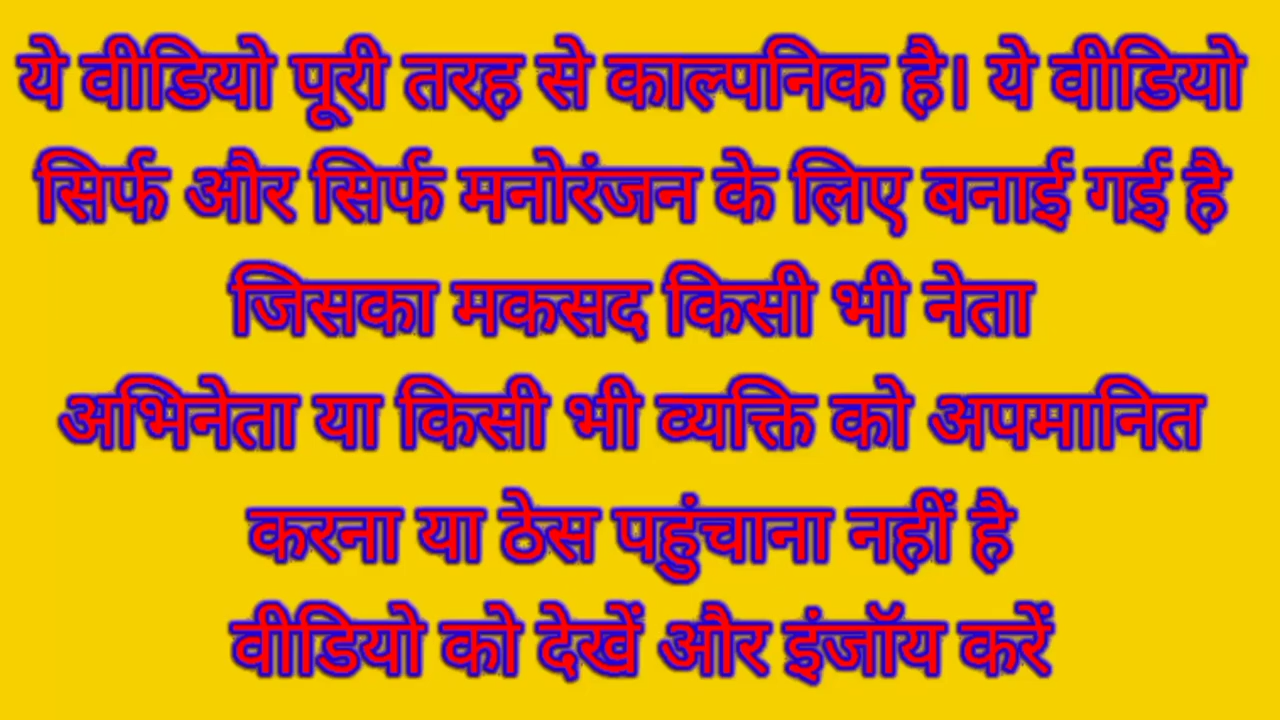 ये वीडियो पूरी तरह से काल्पनिक है। ये वीडियो
सिर्फ और सिर्फ मनोरंजन के लिए बनाई गई है
जिसका मकसद किसी भी नेता
अभिनेता या किसी भी व्यक्ति को अपमानित
करना या ठेस पहुंचाना नहीं है
वीडियो को देखें और इंजॉय करें